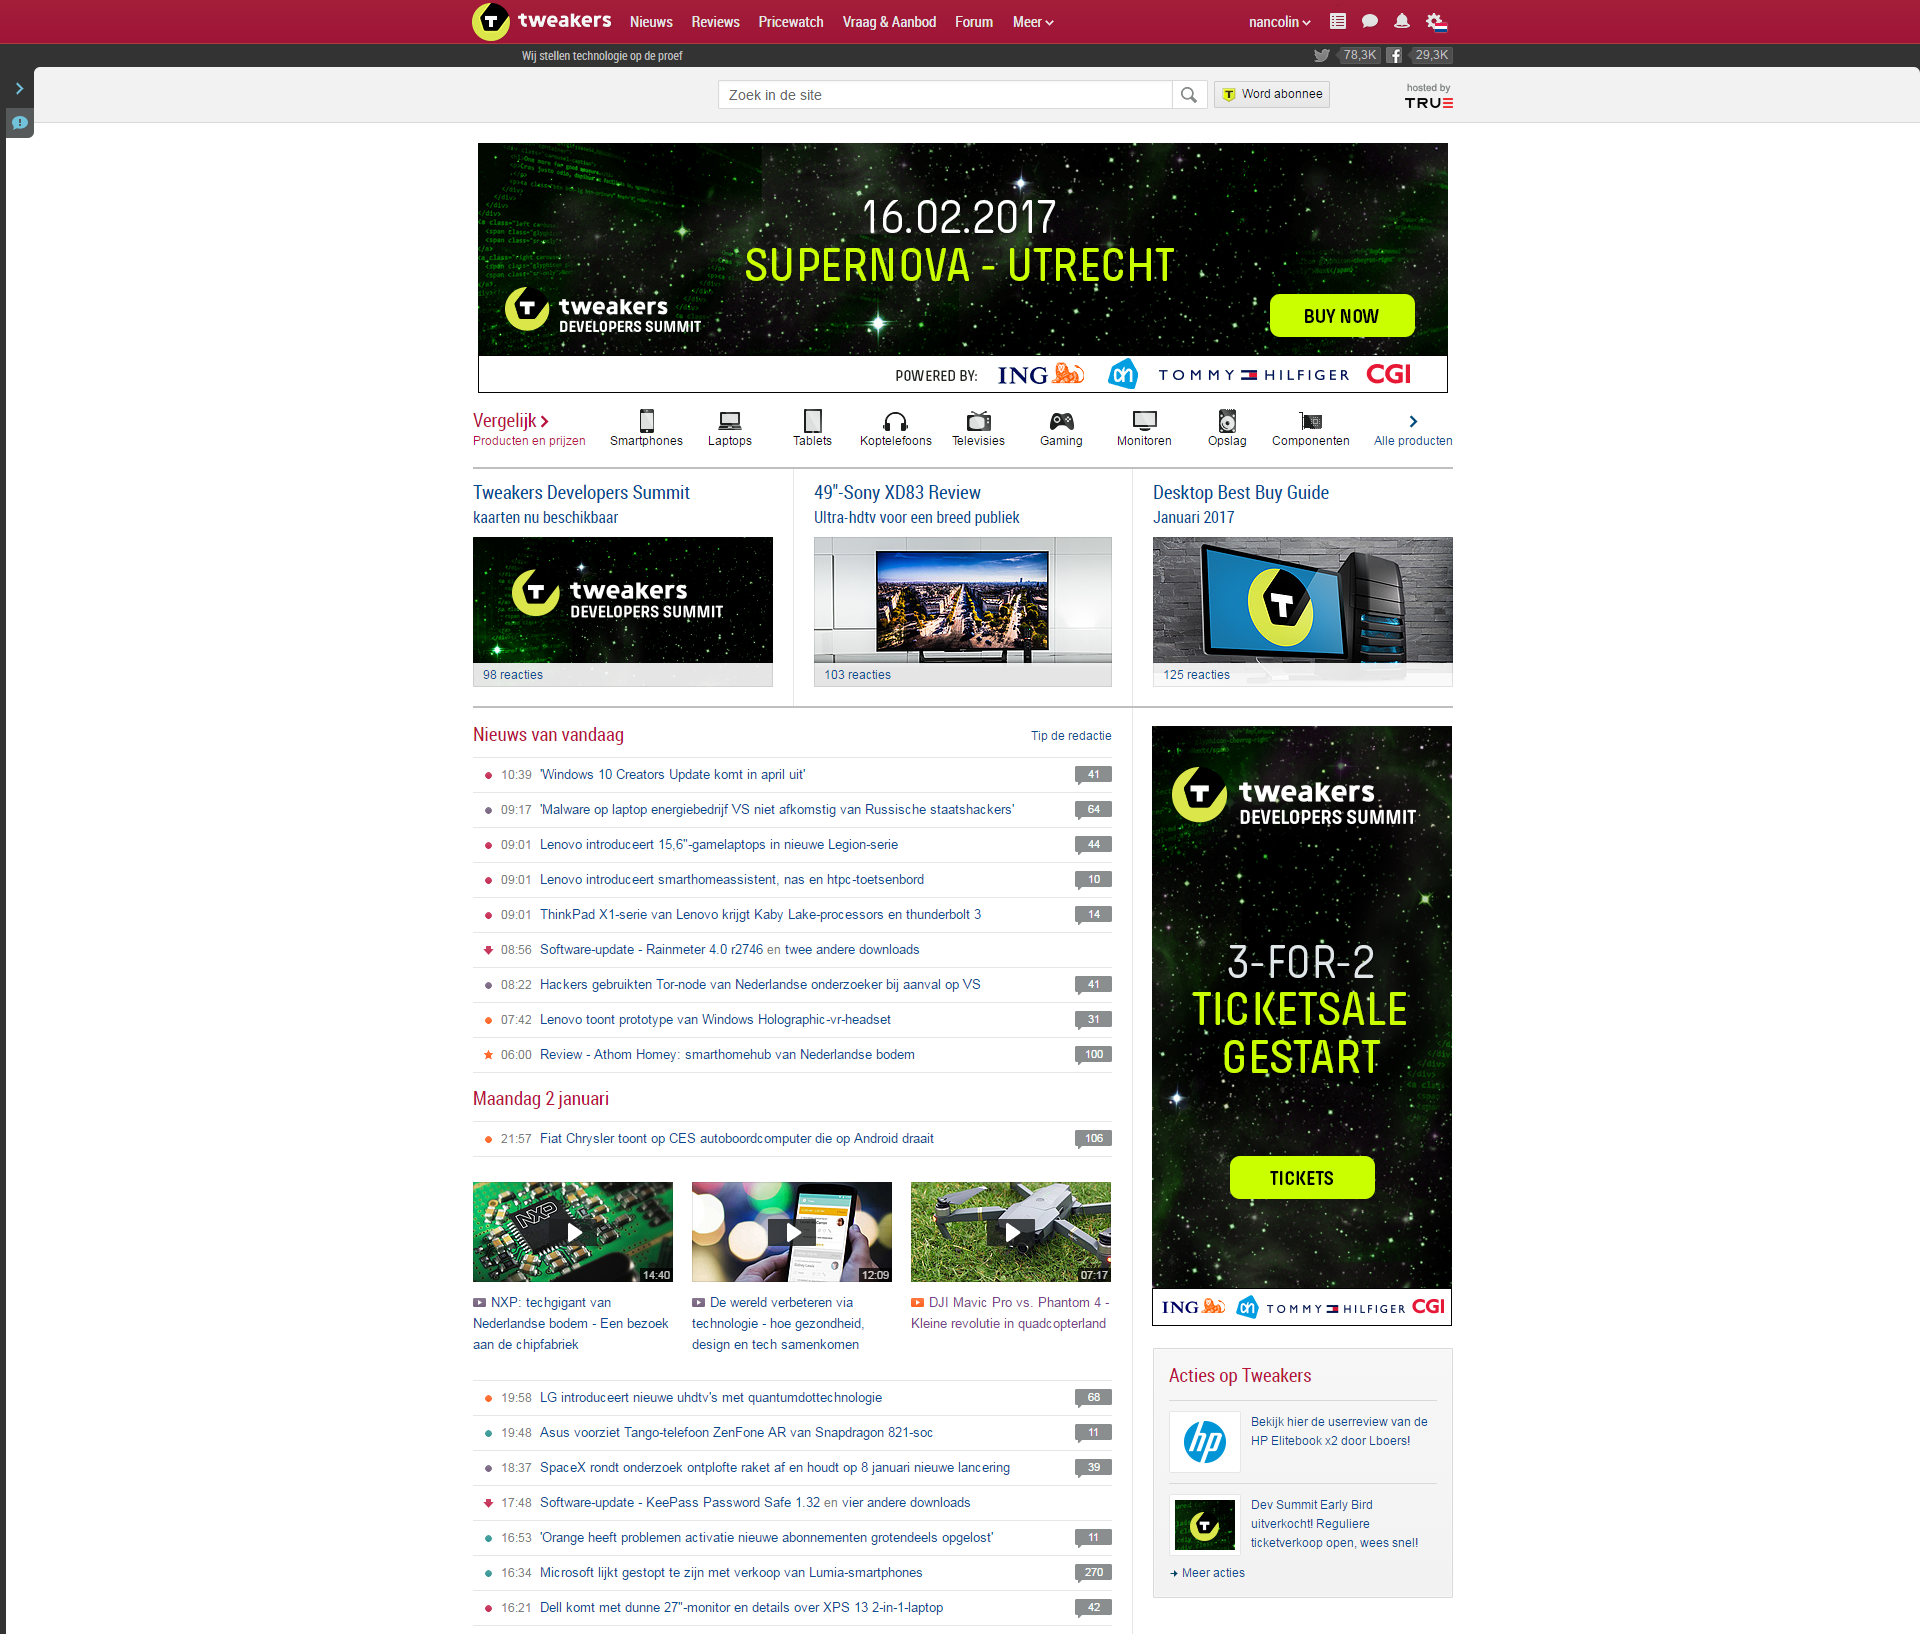 tweakers Nieuws Reviews Pricewatch Vraag & Aanbod Forum Meer nancolin
Wij stellen technologie op de proef 78,3K 29,3K
Zoek in de site Word abonnee
hosted by
TRUE
16.02.2017
SUPERNOVA - UTRECHT
tweakers
DEVELOPERS SUMMIT
BUY NOW
POWERED BY: ING ah TOMMY HILFIGER CGI
Vergelijk
Producten en prijzen
Smartphones
Laptops
Tablets
Koptelefoons
Televisies
Gaming
Monitoren
Opslag
Componenten
Alle producten
Tweakers Developers Summit
kaarten nu beschikbaar
tweakers
DEVELOPERS SUMMIT
98 reacties
49"-Sony XD83 Review
Ultra-hdtv voor een breed publiek
103 reacties
Desktop Best Buy Guide
Januari 2017
T
125 reacties
Nieuws van vandaag Tip de redactie
10:39 'Windows 10 Creators Update komt in april uit' 41
09:17 'Malware op laptop energiebedrijf VS niet afkomstig van Russische staatshackers' 64
09:01 Lenovo introduceert 15,6"-gamelaptops in nieuwe Legion-serie 44
09:01 Lenovo introduceert smarthomeassistent, nas en htpc-toetsenbord 10
09:01 ThinkPad X1-serie van Lenovo krijgt Kaby Lake-processors en thunderbolt 3 14
08:56 Software-update - Rainmeter 4.0 r2746 en twee andere downloads
08:22 Hackers gebruikten Tor-node van Nederlandse onderzoeker bij aanval op VS 41
07:42 Lenovo toont prototype van Windows Holographic-vr-headset 31
06:00 Review - Athom Homey: smarthomehub van Nederlandse bodem 100
Maandag 2 januari
21:57 Fiat Chrysler toont op CES autoboordcomputer die op Android draait 106
NXP
14:40
NXP: techgigant van
Nederlandse bodem - Een bezoek
aan de chipfabriek
12:09
De wereld verbeteren via
technologie - hoe gezondheid,
design en tech samenkomen
07:17
DJI Mavic Pro vs. Phantom 4 -
Kleine revolutie in quadcopterland
19:58 LG introduceert nieuwe uhdtv's met quantumdottechnologie 68
19:48 Asus voorziet Tango-telefoon ZenFone AR van Snapdragon 821-soc 11
18:37 SpaceX rondt onderzoek ontplofte raket af en houdt op 8 januari nieuwe lancering 39
17:48 Software-update - KeePass Password Safe 1.32 en vier andere downloads
16:53 'Orange heeft problemen activatie nieuwe abonnementen grotendeels opgelost' 11
16:34 Microsoft lijkt gestopt te zijn met verkoop van Lumia-smartphones 270
16:21 Dell komt met dunne 27"-monitor en details over XPS 13 2-in-1-laptop 42
tweakers
DEVELOPERS SUMMIT
3-FOR-2
TICKETSALE
GESTART
TICKETS
ING ah TOMMY HILFIGER CGI
Acties op Tweakers
hp
Bekijk hier de userreview van de
HP Elitebook x2 door Lboers!
Dev Summit Early Bird
uitverkocht! Reguliere
ticketverkoop open, wees snel!
Meer acties